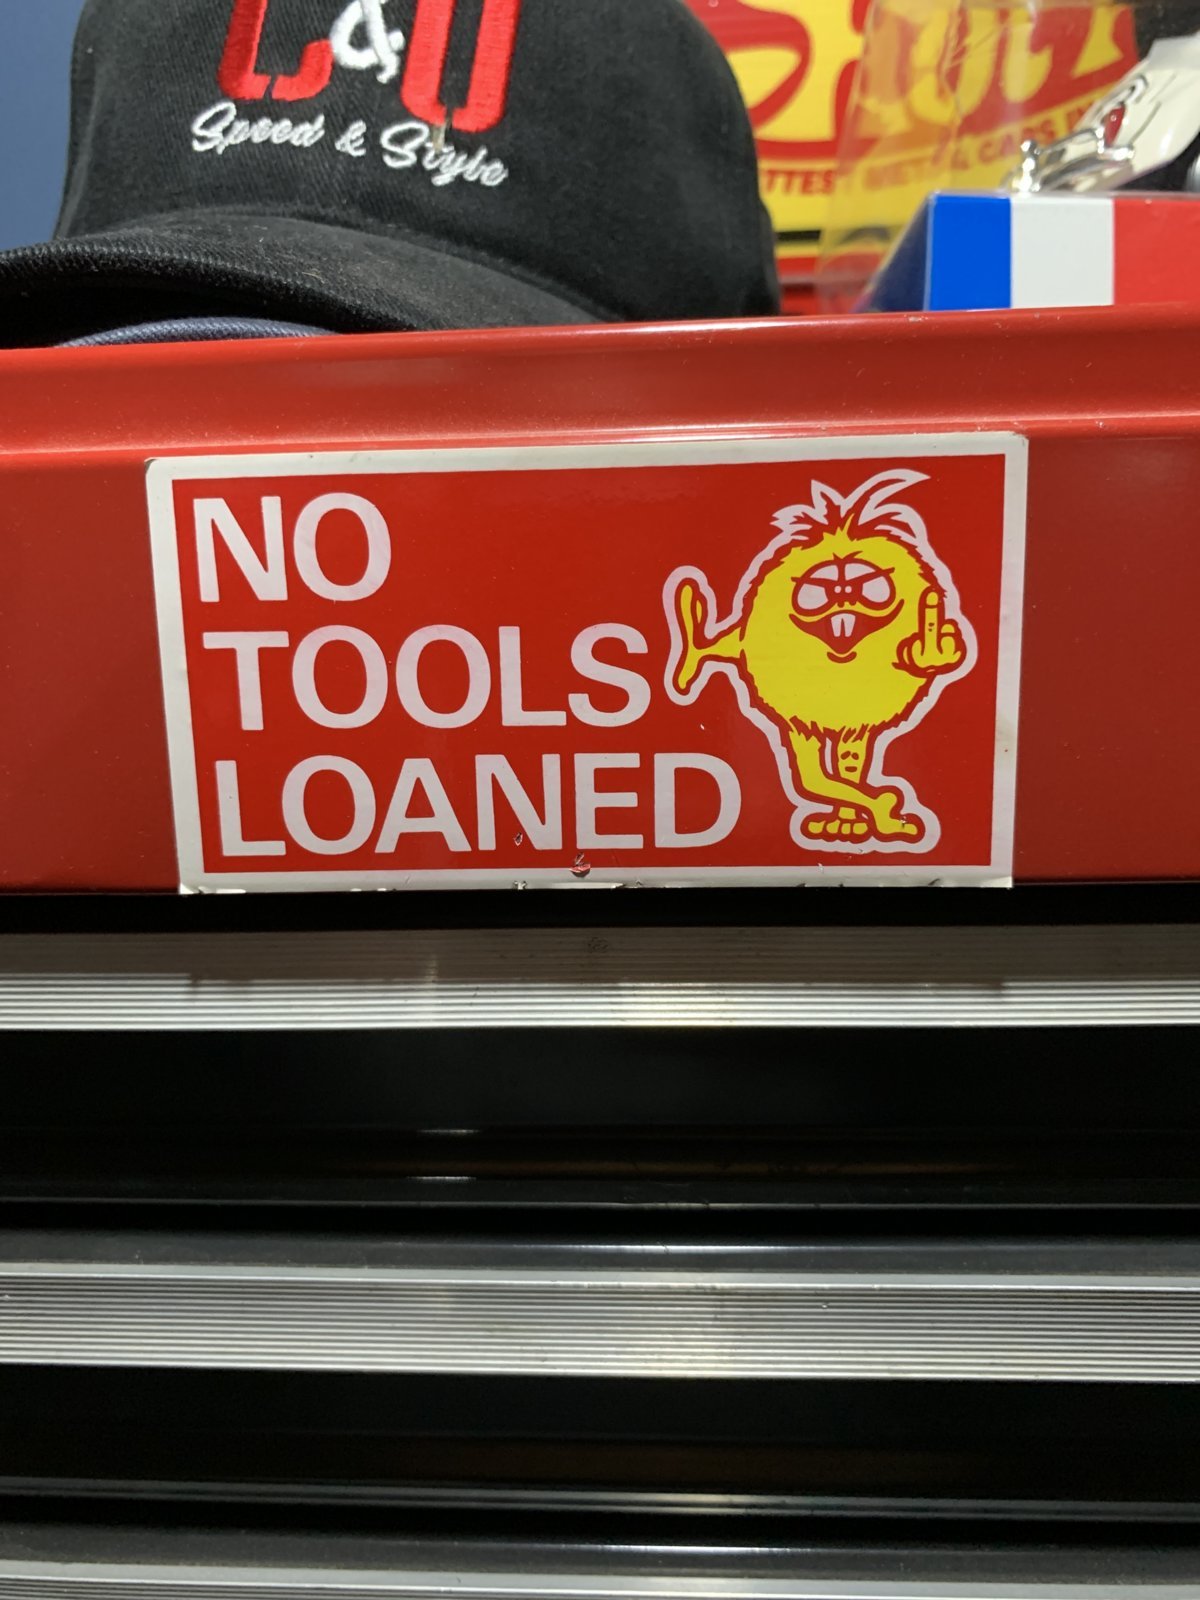 Speed & Style
NO
TOOLS
LOANED